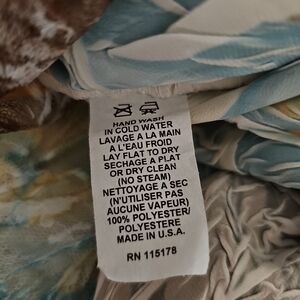 HAND WASH
IN COLD WATER
LAVAGE A LA MAIN
A L'EAU FROID
LAY FLAT TO DRY
SECHAGE A PLAT
OR DRY CLEAN
(NO STEAM)
NETTOYAGE A SEC
(N'UTILISER PAS
AUCUNE VAPEUR)
100% POLYESTER/
POLYESTERE
MADE IN U.S.A.
RN 115178